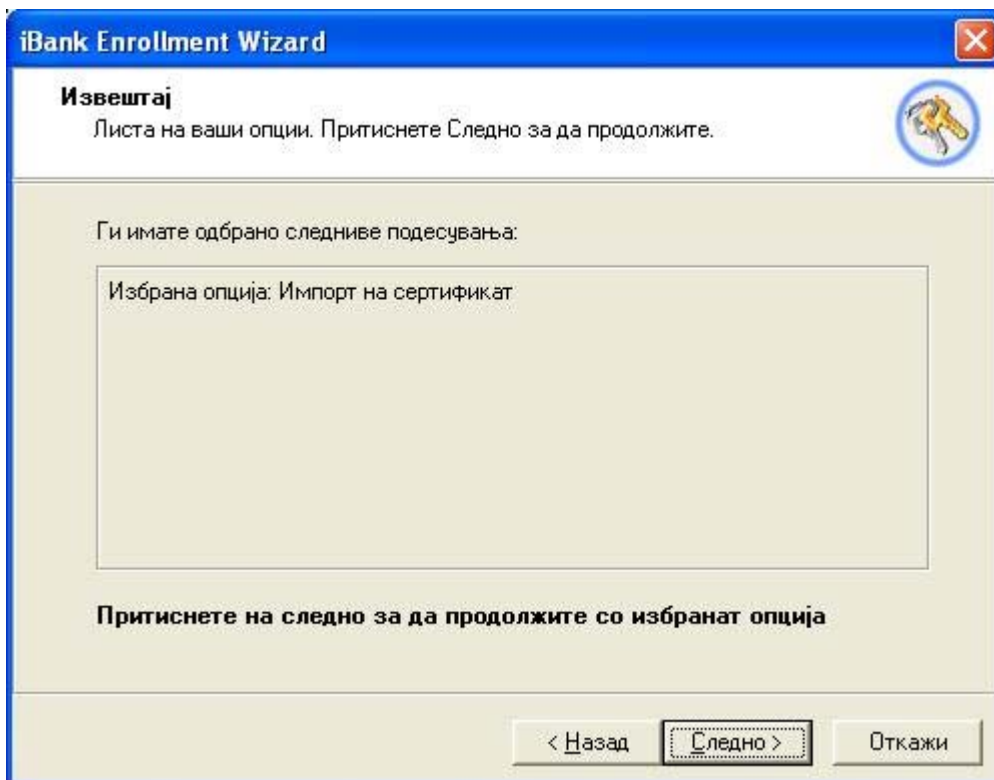 iBank Enrollment Wizard
Извештај
Листа на ваши опции. Притиснете Следно за да продолжите.
Ги имате одбрано следниве подесувања:
Избрана опција: Импорт на сертификат
Притиснете на следно за да продолжите со избранат опција
< Назад Следно > Откажи